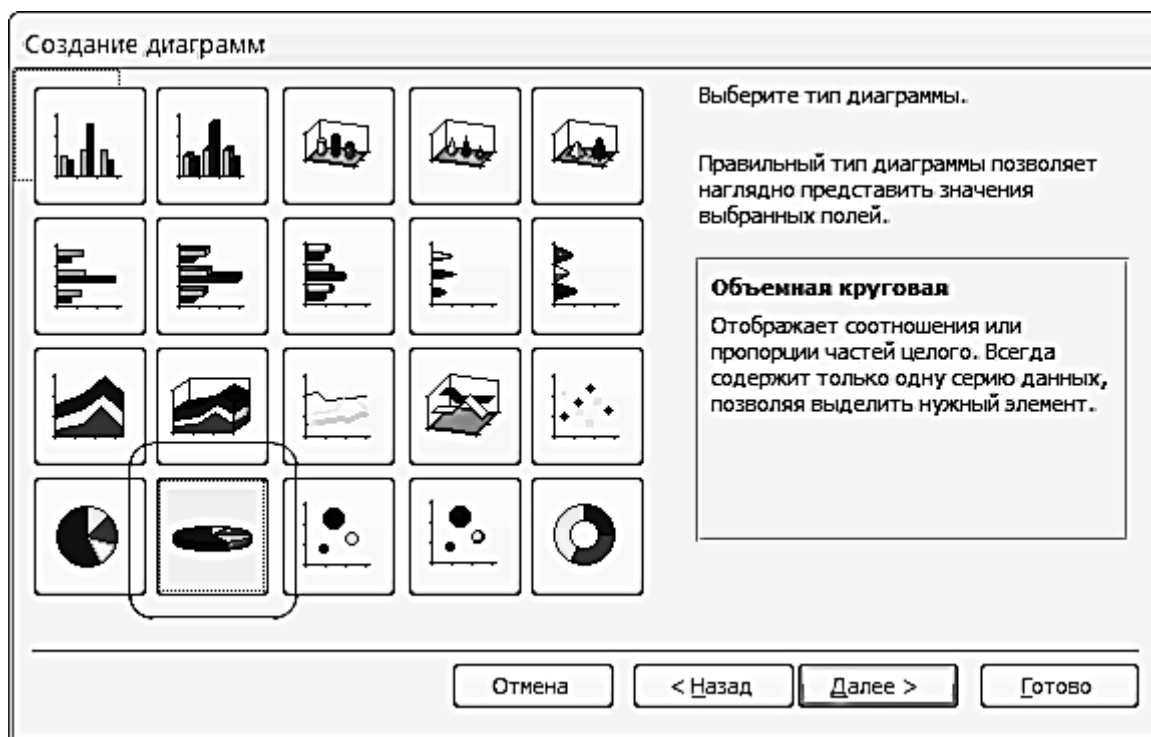 Создание диаграмм
Выберите тип диаграммы.
Правильный тип диаграммы позволяет
наглядно представить значения
выбранных полей.
Объемная круговая
Отображает соотношения или
пропорции частей целого. Всегда
содержит только одну серию данных,
позволяя выделить нужный элемент.
Отмена
< Назад
Далее >
Готово